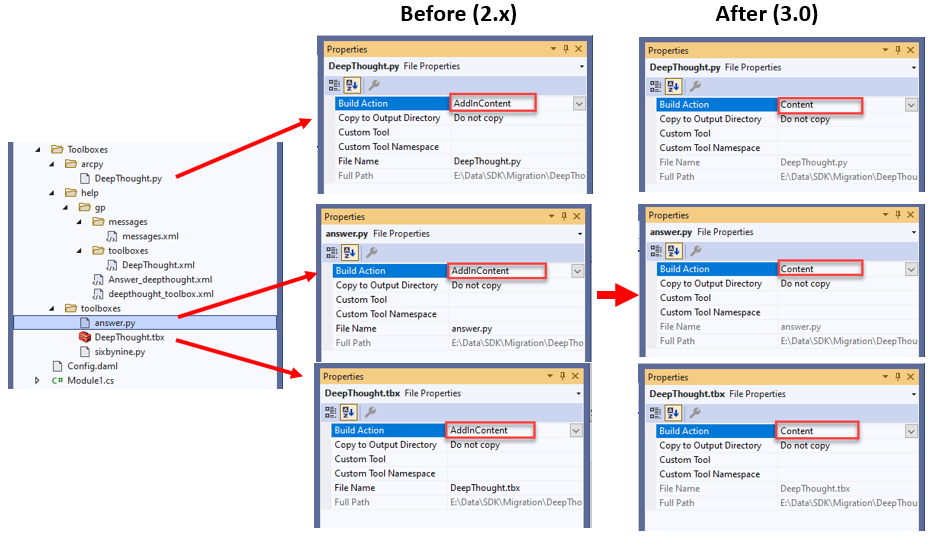 Before (2.x)
After (3.0)
Toolboxes
arcpy
DeepThought.py
help
gp
messages
messages.xml
toolboxes
DeepThought.xml
Answer_deepthought.xml
deepthought_toolbox.xml
toolboxes
answer.py
DeepThought.tbx
sixbynine.py
Config.daml
C# Module1.cs
Properties
DeepThought.py File Properties
Build Action AddInContent
Copy to Output Directory Do not copy
Custom Tool
Custom Tool Namespace
File Name DeepThought.py
Full Path E:\Data\SDK\Migration\DeepTho
Properties
answer.py File Properties
Build Action AddInContent
Copy to Output Directory Do not copy
Custom Tool
Custom Tool Namespace
File Name answer.py
Full Path E:\Data\SDK\Migration\DeepThou
Properties
DeepThought.tbx File Properties
Build Action AddInContent
Copy to Output Directory Do not copy
Custom Tool
Custom Tool Namespace
File Name DeepThought.tbx
Full Path E:\Data\SDK\Migration\DeepThou
Properties
DeepThought.py File Properties
Build Action Content
Copy to Output Directory Do not copy
Custom Tool
Custom Tool Namespace
File Name DeepThought.py
Full Path E:\Data\SDK\Migration\DeepThou
Properties
answer.py File Properties
Build Action Content
Copy to Output Directory Do not copy
Custom Tool
Custom Tool Namespace
File Name answer.py
Full Path E:\Data\SDK\Migration\DeepThou
Properties
DeepThought.tbx File Properties
Build Action Content
Copy to Output Directory Do not copy
Custom Tool
Custom Tool Namespace
File Name DeepThought.tbx
Full Path E:\Data\SDK\Migration\DeepThou